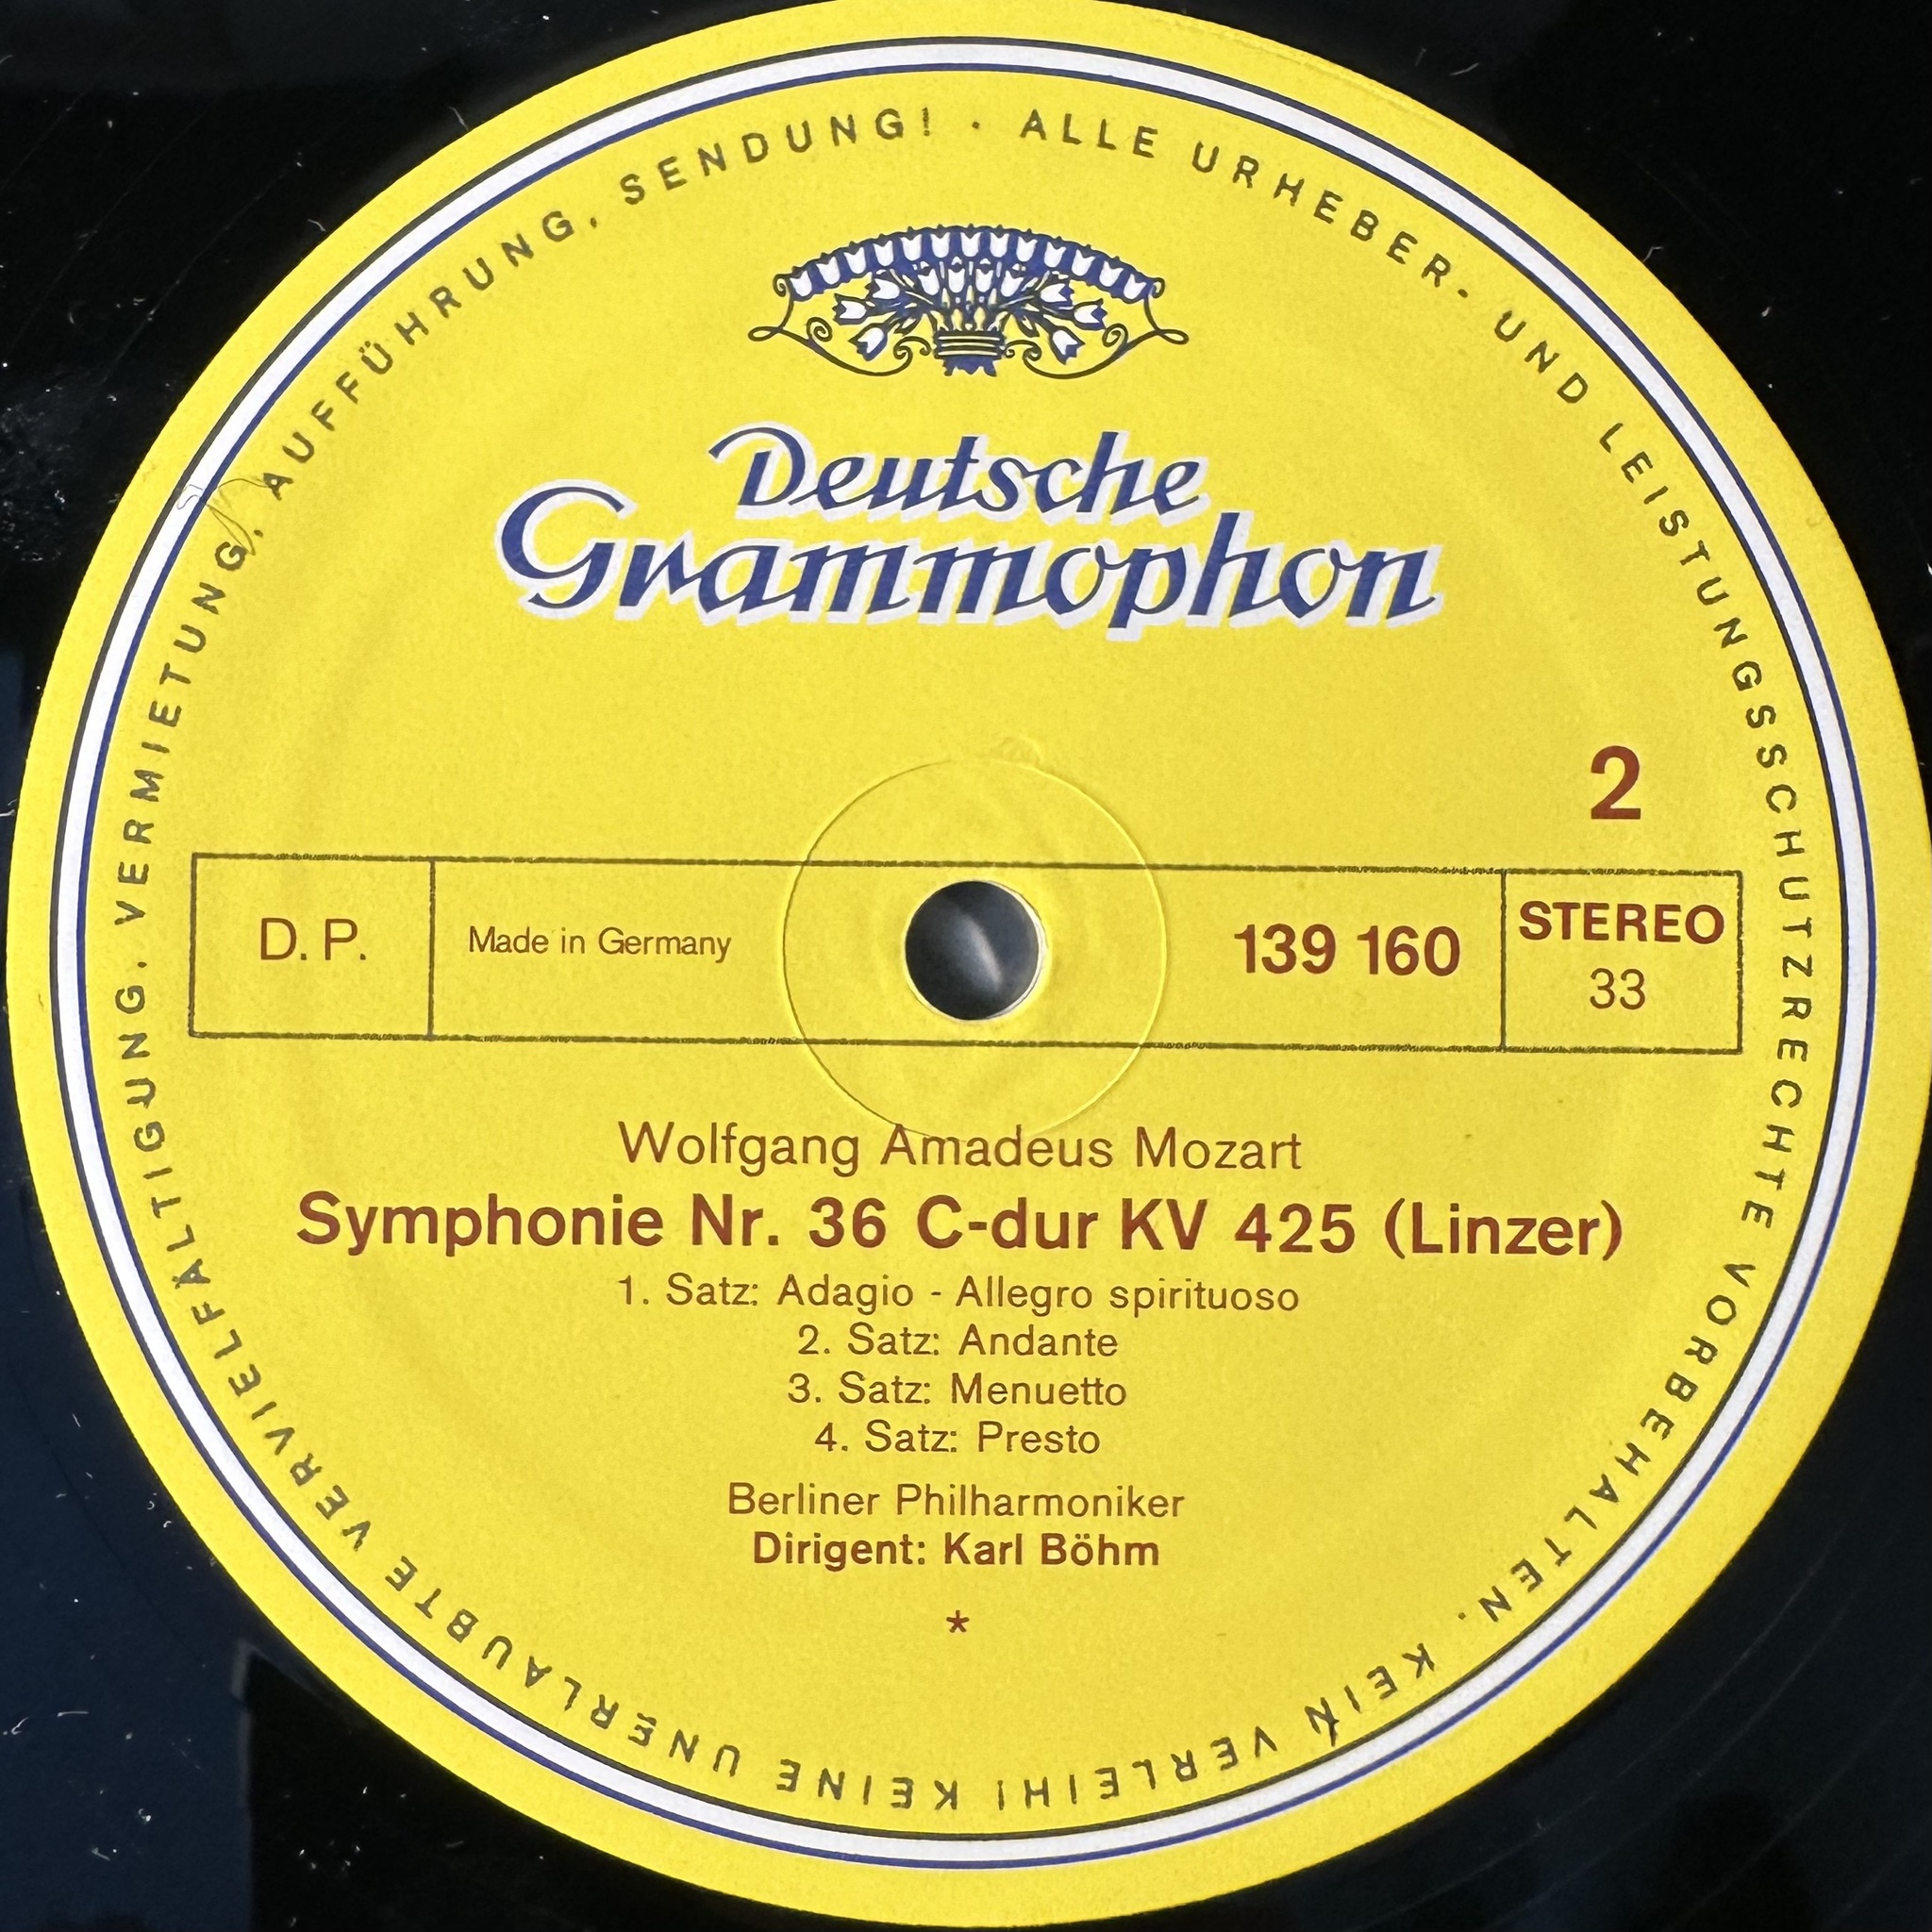 ALLE URHEBER- UND LEISTUNGSSCHUTZRECHTE VORBEHALTEN. KEIN VERLEIH! KEINE UNERLAUBTE VERVIELFÄLTIGUNG, VERMIETUNG, AUFFÜHRUNG, SENDUNG! ·
Deutsche
Grammophon
2
D. P.
Made in Germany
139 160
STEREO
33
Wolfgang Amadeus Mozart
Symphonie Nr. 36 C-dur KV 425 (Linzer)
1. Satz: Adagio - Allegro spirituoso
2. Satz: Andante
3. Satz: Menuetto
4. Satz: Presto
Berliner Philharmoniker
Dirigent: Karl Böhm
*